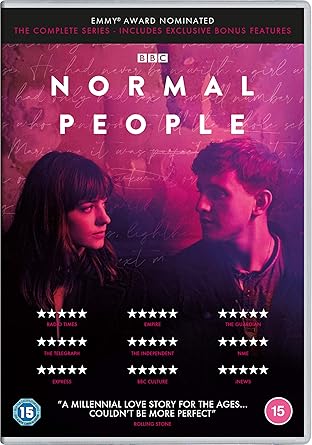 EMMY® AWARD NOMINATED
THE COMPLETE SERIES - INCLUDES EXCLUSIVE BONUS FEATURES
BBC
NORMAL
PEOPLE
★★★★★ ★★★★★ ★★★★★
RADIO TIMES EMPIRE THE GUARDIAN
★★★★★ ★★★★★ ★★★★★
THE TELEGRAPH THE INDEPENDENT NME
★★★★★ ★★★★★ ★★★★★
EXPRESS BBC CULTURE iNEWS
"A MILLENNIAL LOVE STORY FOR THE AGES...
COULDN'T BE MORE PERFECT"
ROLLING STONE
15
15